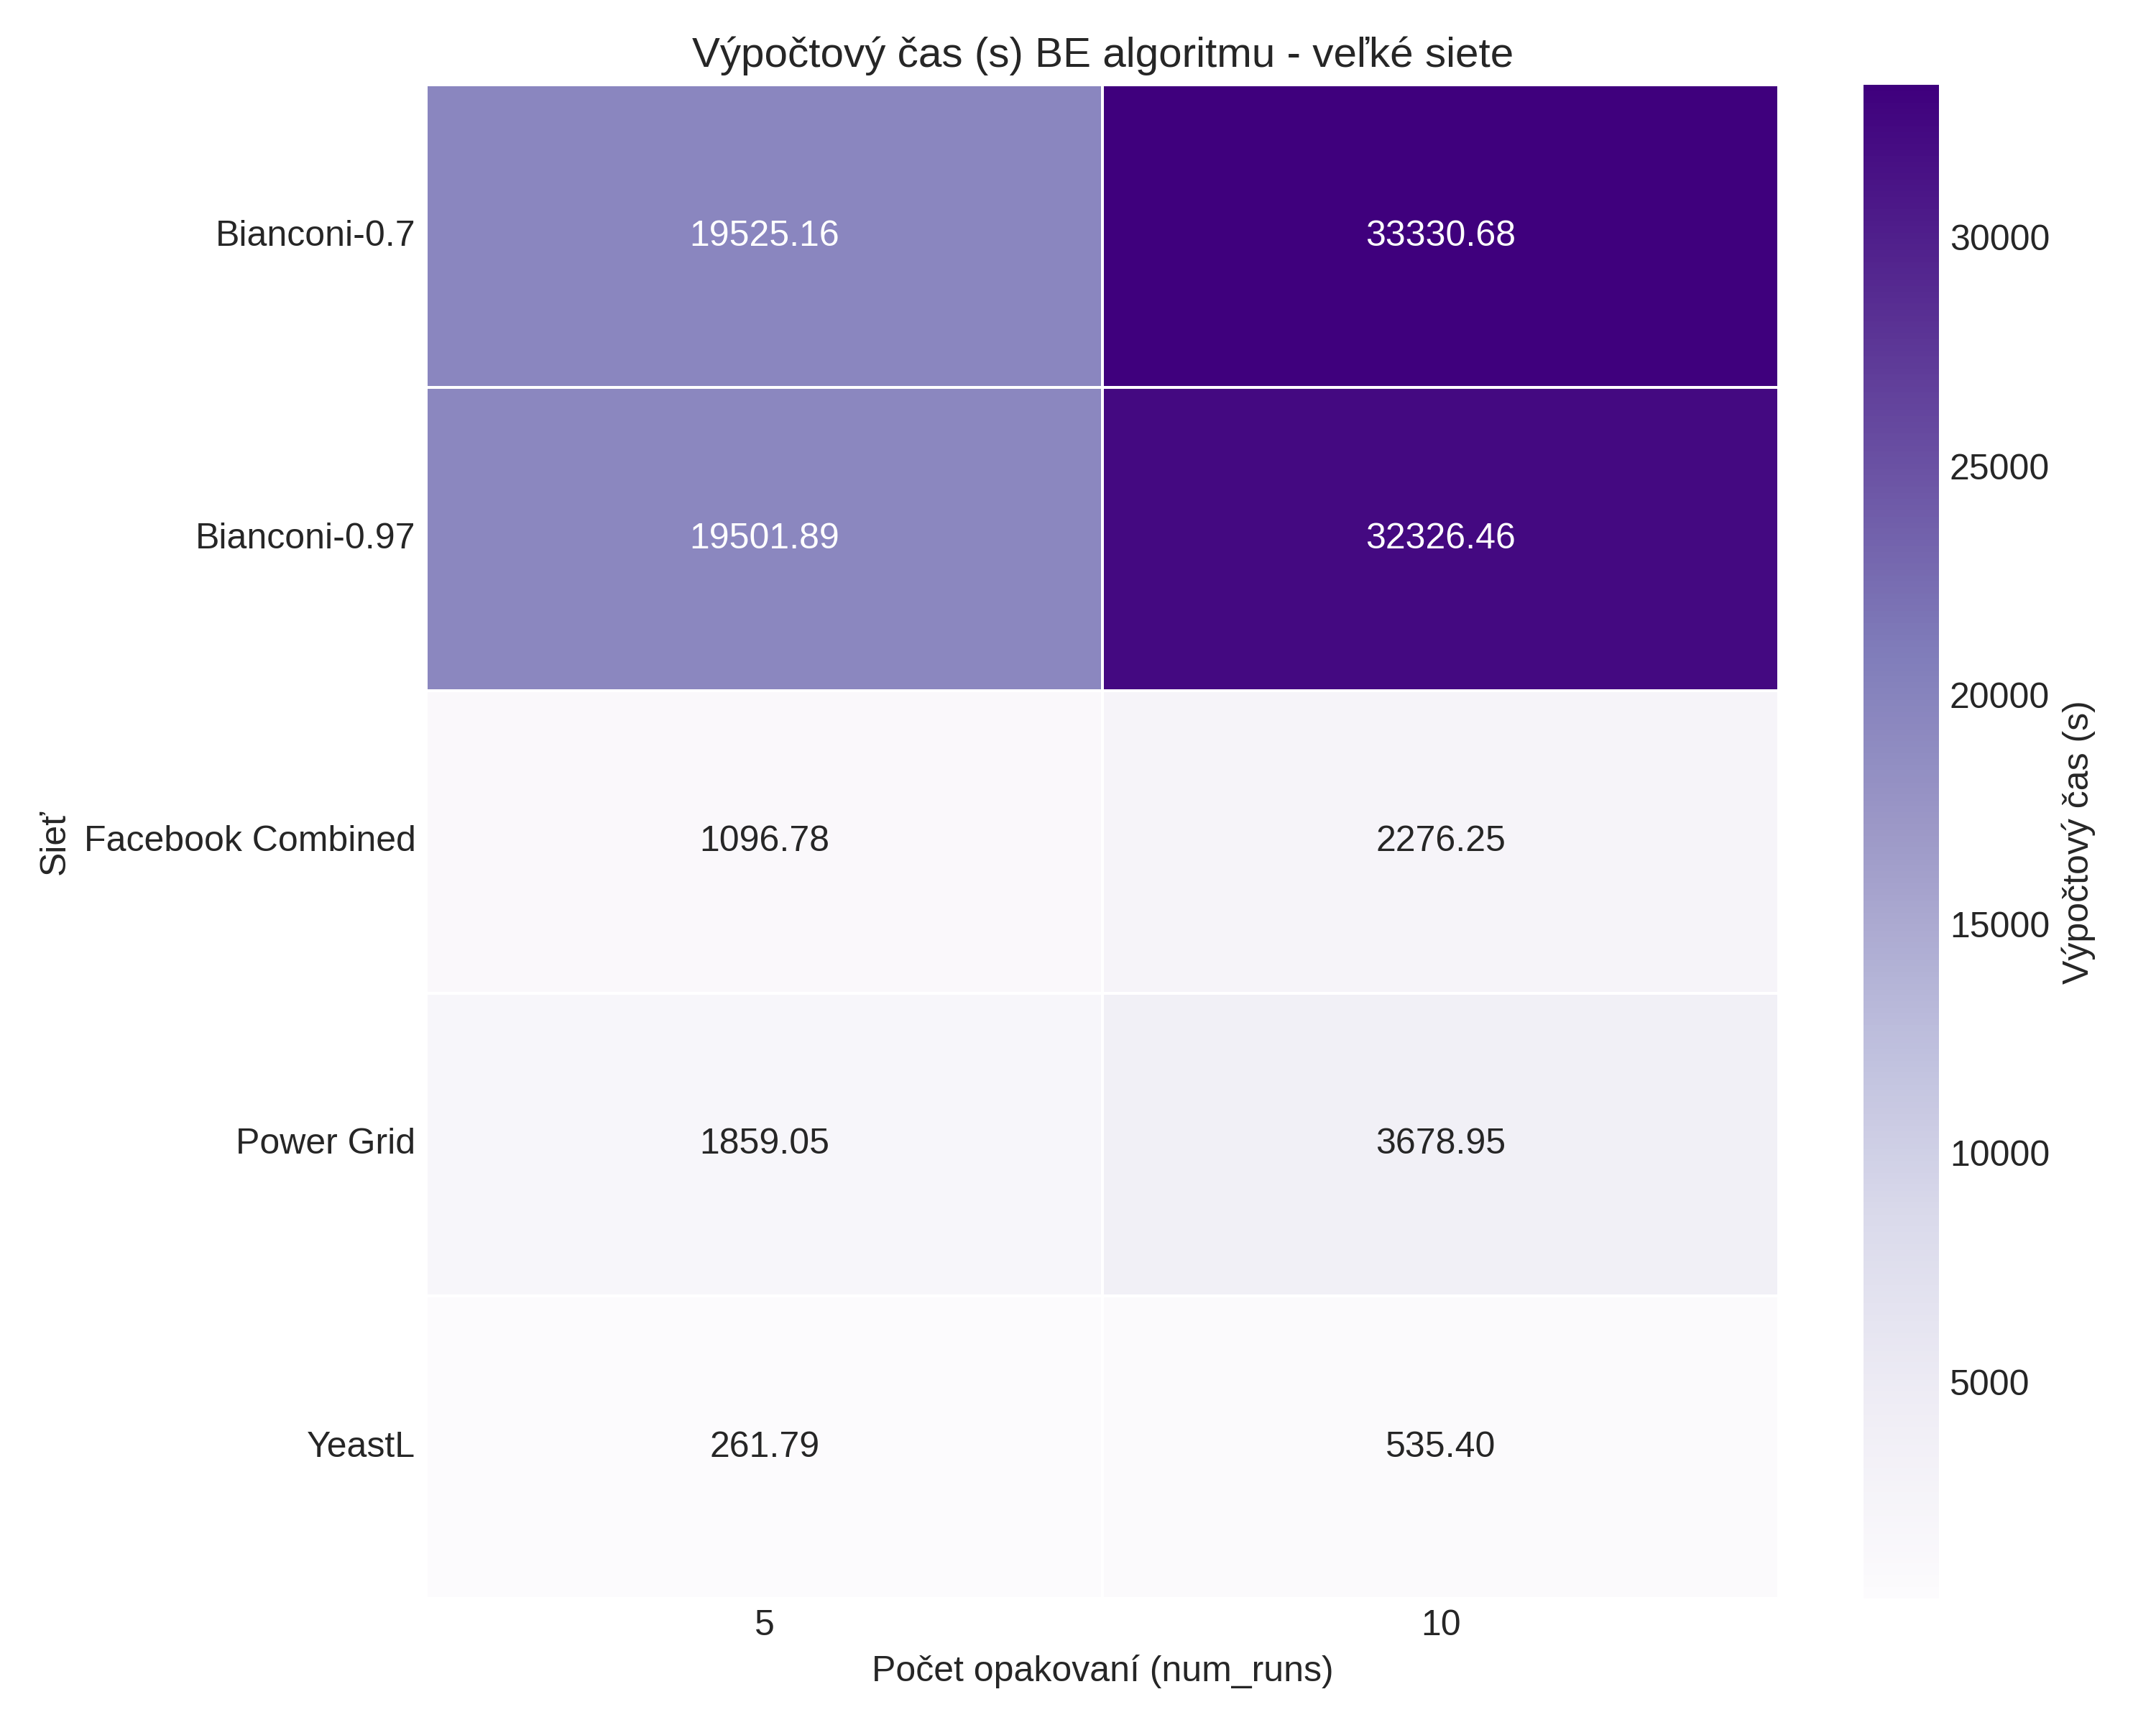 Výpočtový čas (s) BE algoritmu - veľké siete
Bianconi-0.7 19525.16 33330.68
Bianconi-0.97 19501.89 32326.46
Facebook Combined 1096.78 2276.25
Power Grid 1859.05 3678.95
YeastL 261.79 535.40
5 10
Počet opakovaní (num_runs)
Sieť
30000
25000
20000
15000
10000
5000
Výpočtový čas (s)